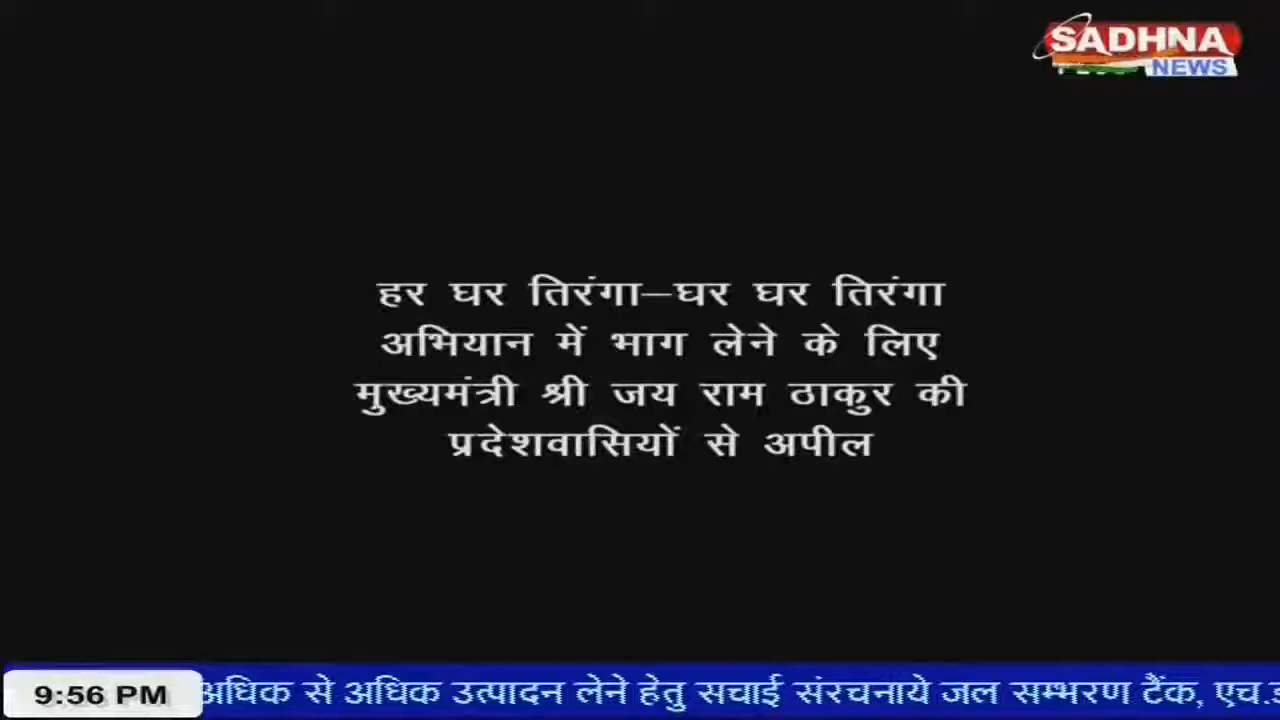 SADHNA
NEWS
हर घर तिरंगा–घर घर तिरंगा
अभियान में भाग लेने के लिए
मुख्यमंत्री श्री जय राम ठाकुर की
प्रदेशवासियों से अपील
9:56 PM
अधिक से अधिक उत्पादन लेने हेतु सचाई संरचनाये जल सम्भरण टैंक, एच.